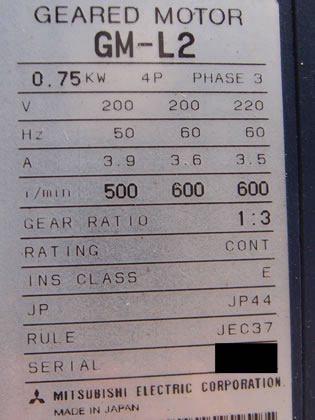 GEARED MOTOR
GM-L2
0.75KW 4P PHASE 3
V 200 200 220
Hz 50 60 60
A 3.9 3.6 3.5
r/min 500 600 600
GEAR RATIO 1:3
RATING CONT
INS CLASS E
JP JP44
RULE JEC37
SERIAL
MITSUBISHI ELECTRIC CORPORATION
MADE IN JAPAN